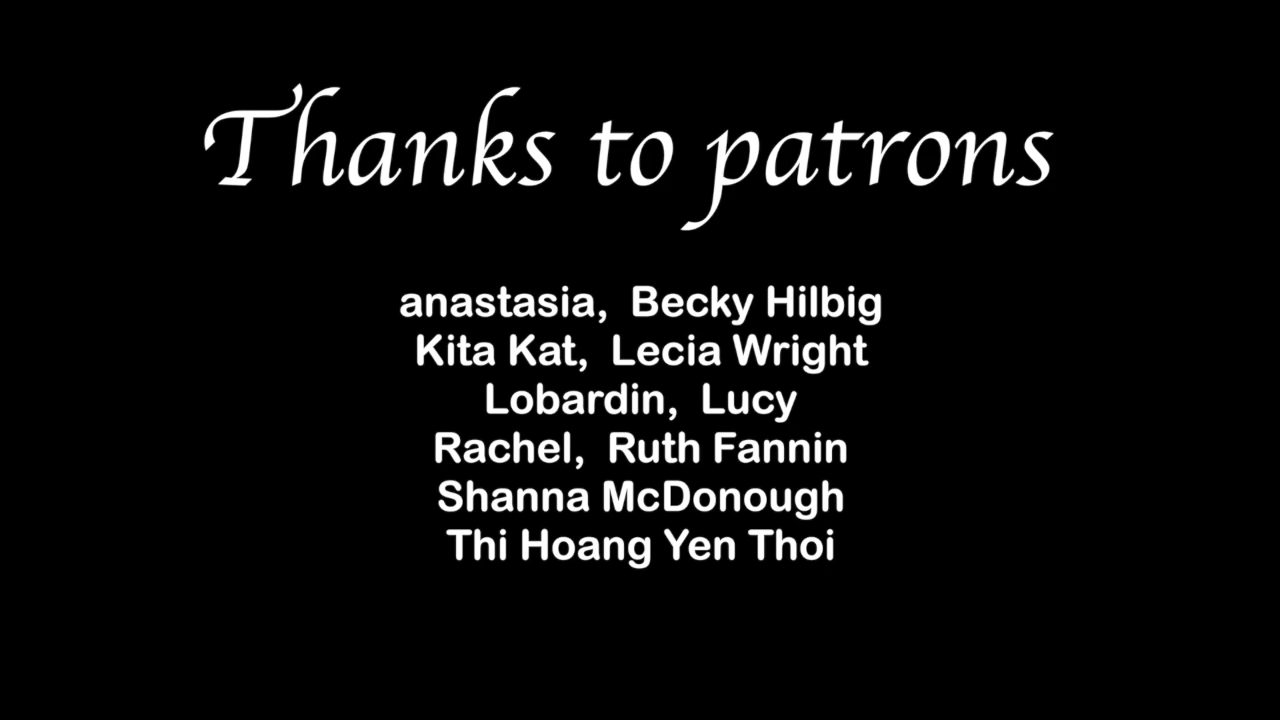 Thanks to patrons
anastasia, Becky Hilbig
Kita Kat, Lecia Wright
Lobardin, Lucy
Rachel, Ruth Fannin
Shanna McDonough
Thi Hoang Yen Thoi